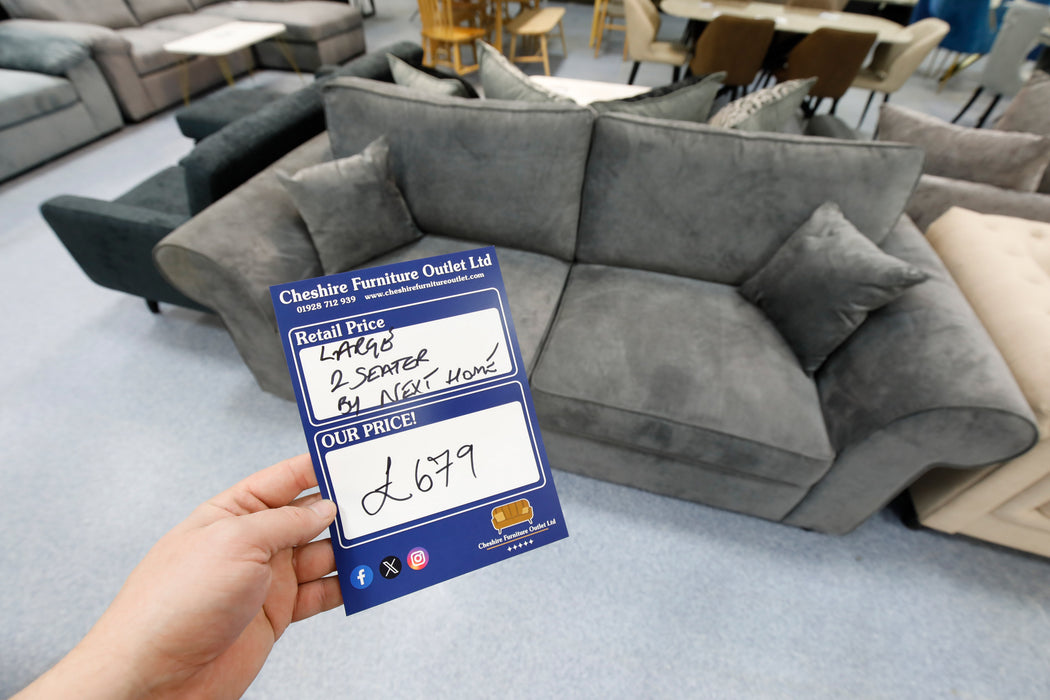 Cheshire Furniture Outlet Ltd
01928 712 939 www.cheshirefurnitureoutlet.com
Retail Price
LARGE
2 SEATER
By NEXT HOME
OUR PRICE!
£679
Cheshire Furniture Outlet Ltd